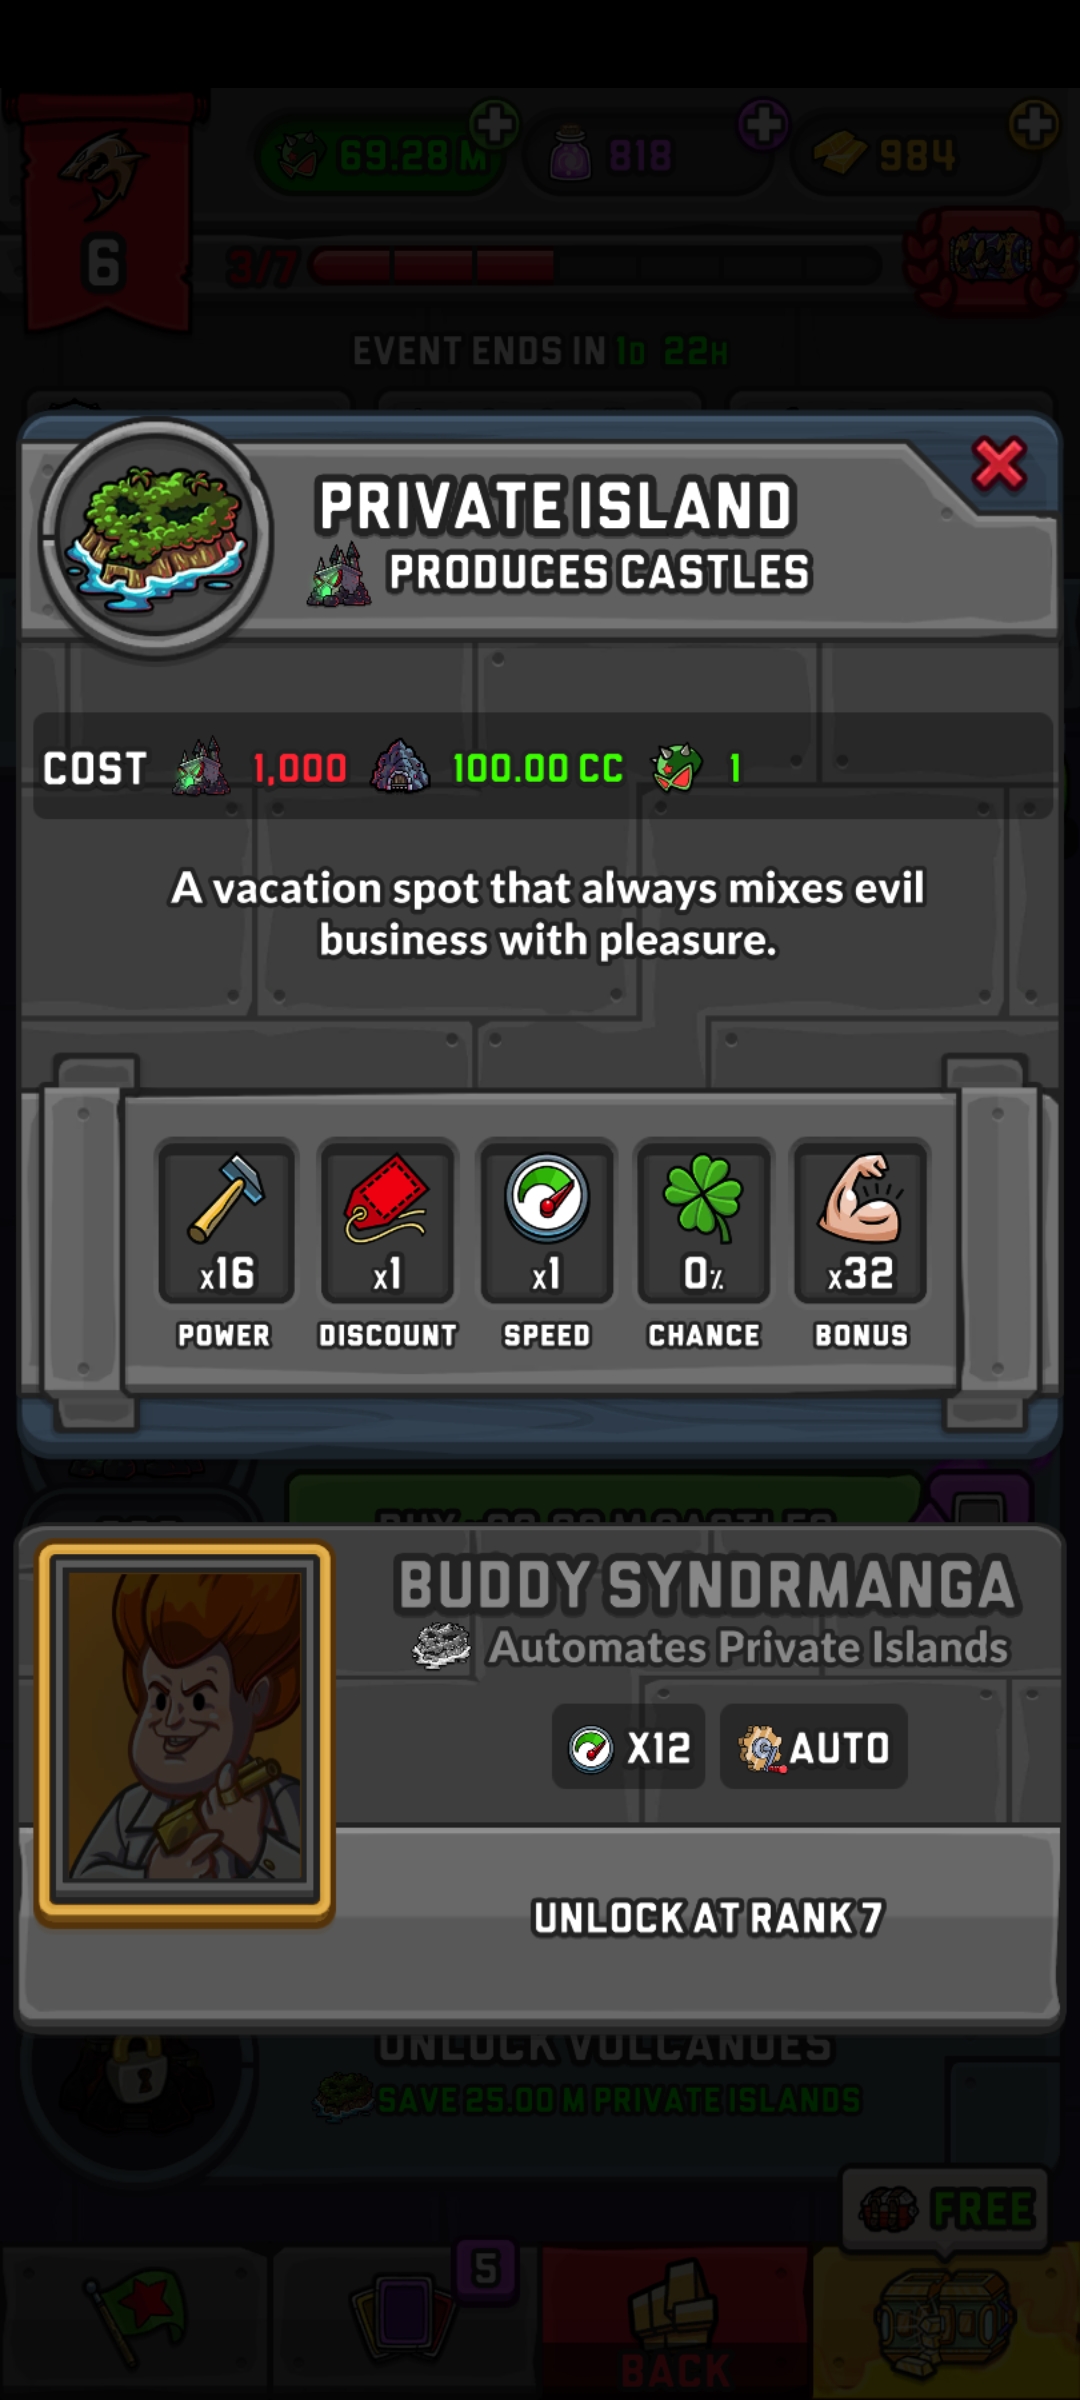 69.28 M
818
984
6
3/7
EVENT ENDS IN 1D 22H
PRIVATE ISLAND
PRODUCES CASTLES
COST 1,000 100.00 CC 1
A vacation spot that always mixes evil
business with pleasure.
x16 x1 x1 0% x32
POWER DISCOUNT SPEED CHANCE BONUS
BUDDY SYNDRMANGA
Automates Private Islands
X12 AUTO
UNLOCK AT RANK 7
UNLOCK VOLCANOES
SAVE 25.00 M PRIVATE ISLANDS
FREE
5
BACK